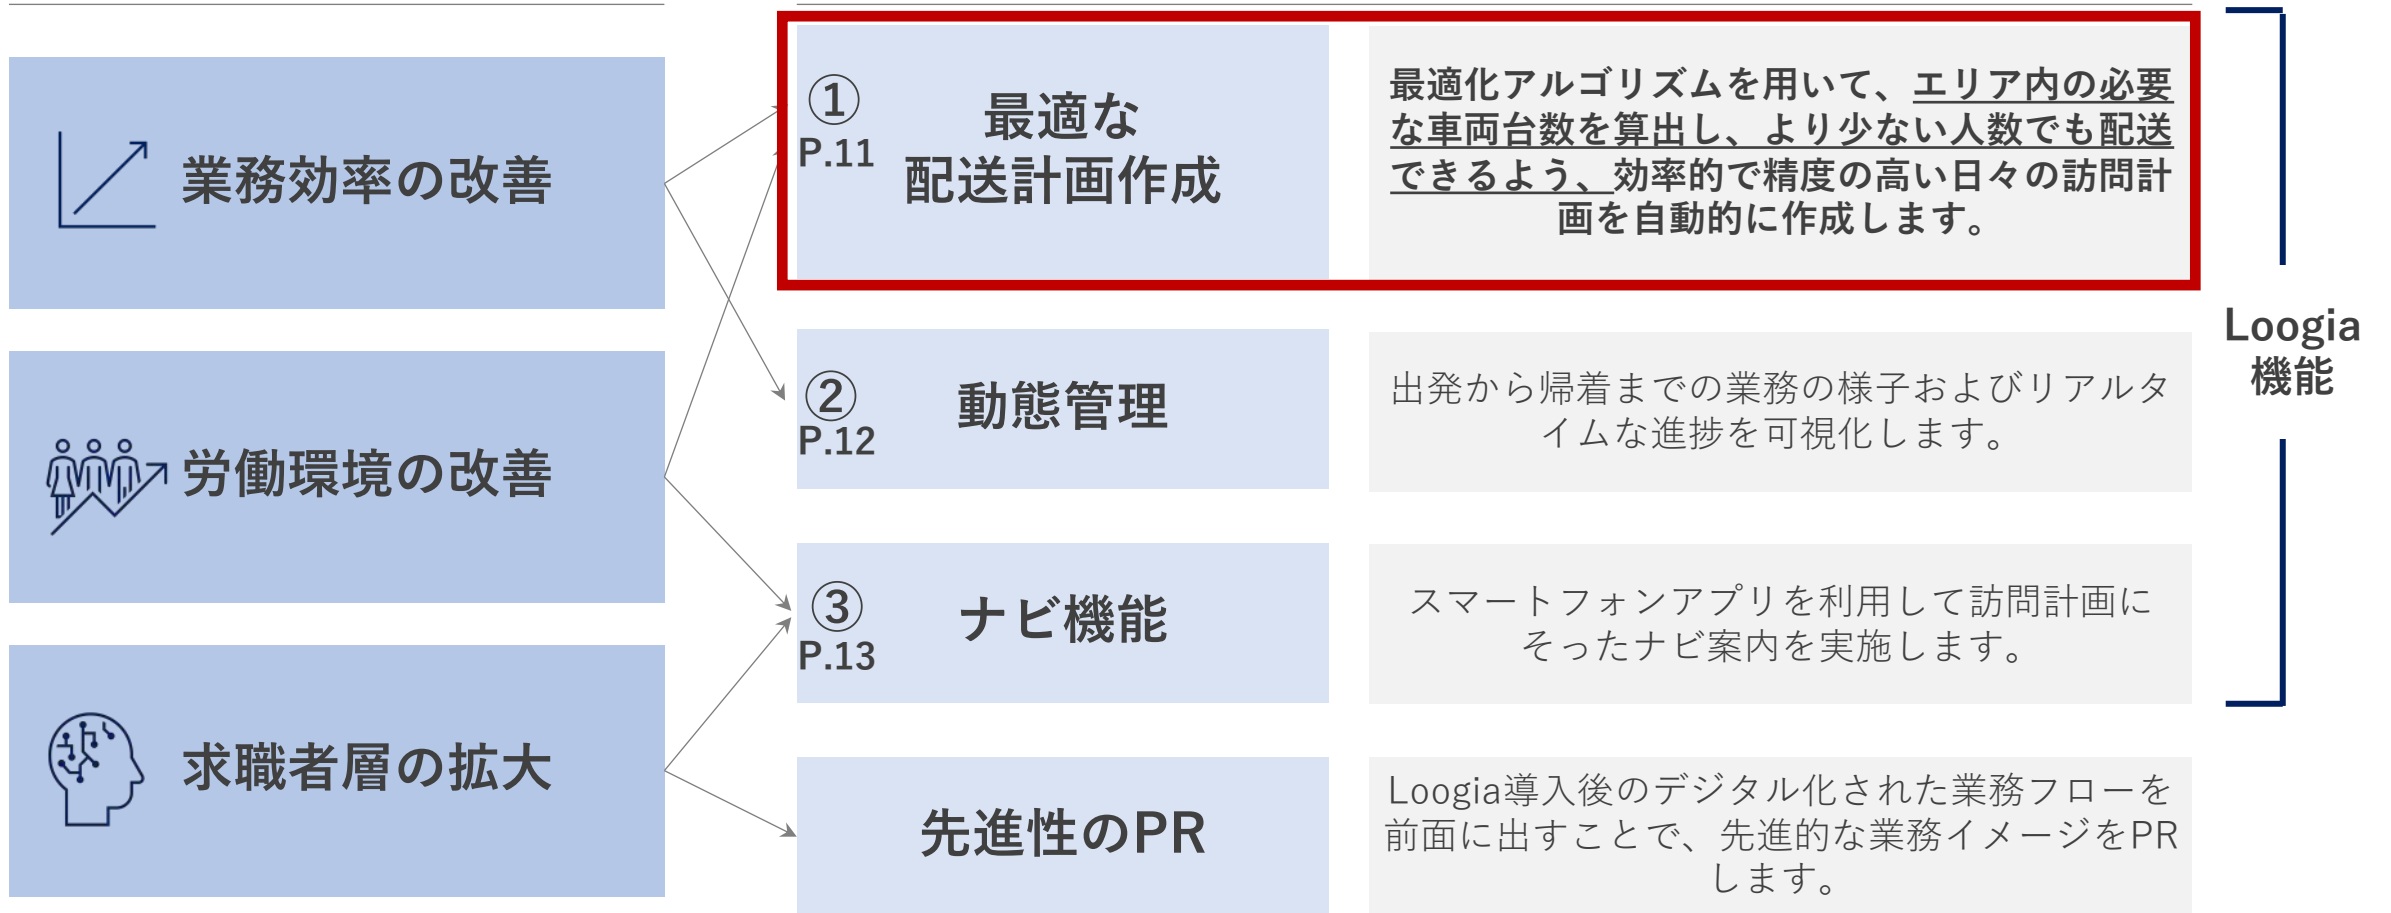 業務効率の改善
①
P.11
最適な
配送計画作成
最適化アルゴリズムを用いて、エリア内の必要
な車両台数を算出し、より少ない人数でも配送
できるよう、効率的で精度の高い日々の訪問計
画を自動的に作成します。
労働環境の改善
②
P.12
動態管理
出発から帰着までの業務の様子およびリアルタ
イムな進捗を可視化します。
Loogia
機能
③
P.13
ナビ機能
スマートフォンアプリを利用して訪問計画に
そったナビ案内を実施します。
求職者層の拡大
先進性のPR
Loogia導入後のデジタル化された業務フローを
前面に出すことで、先進的な業務イメージをPR
します。